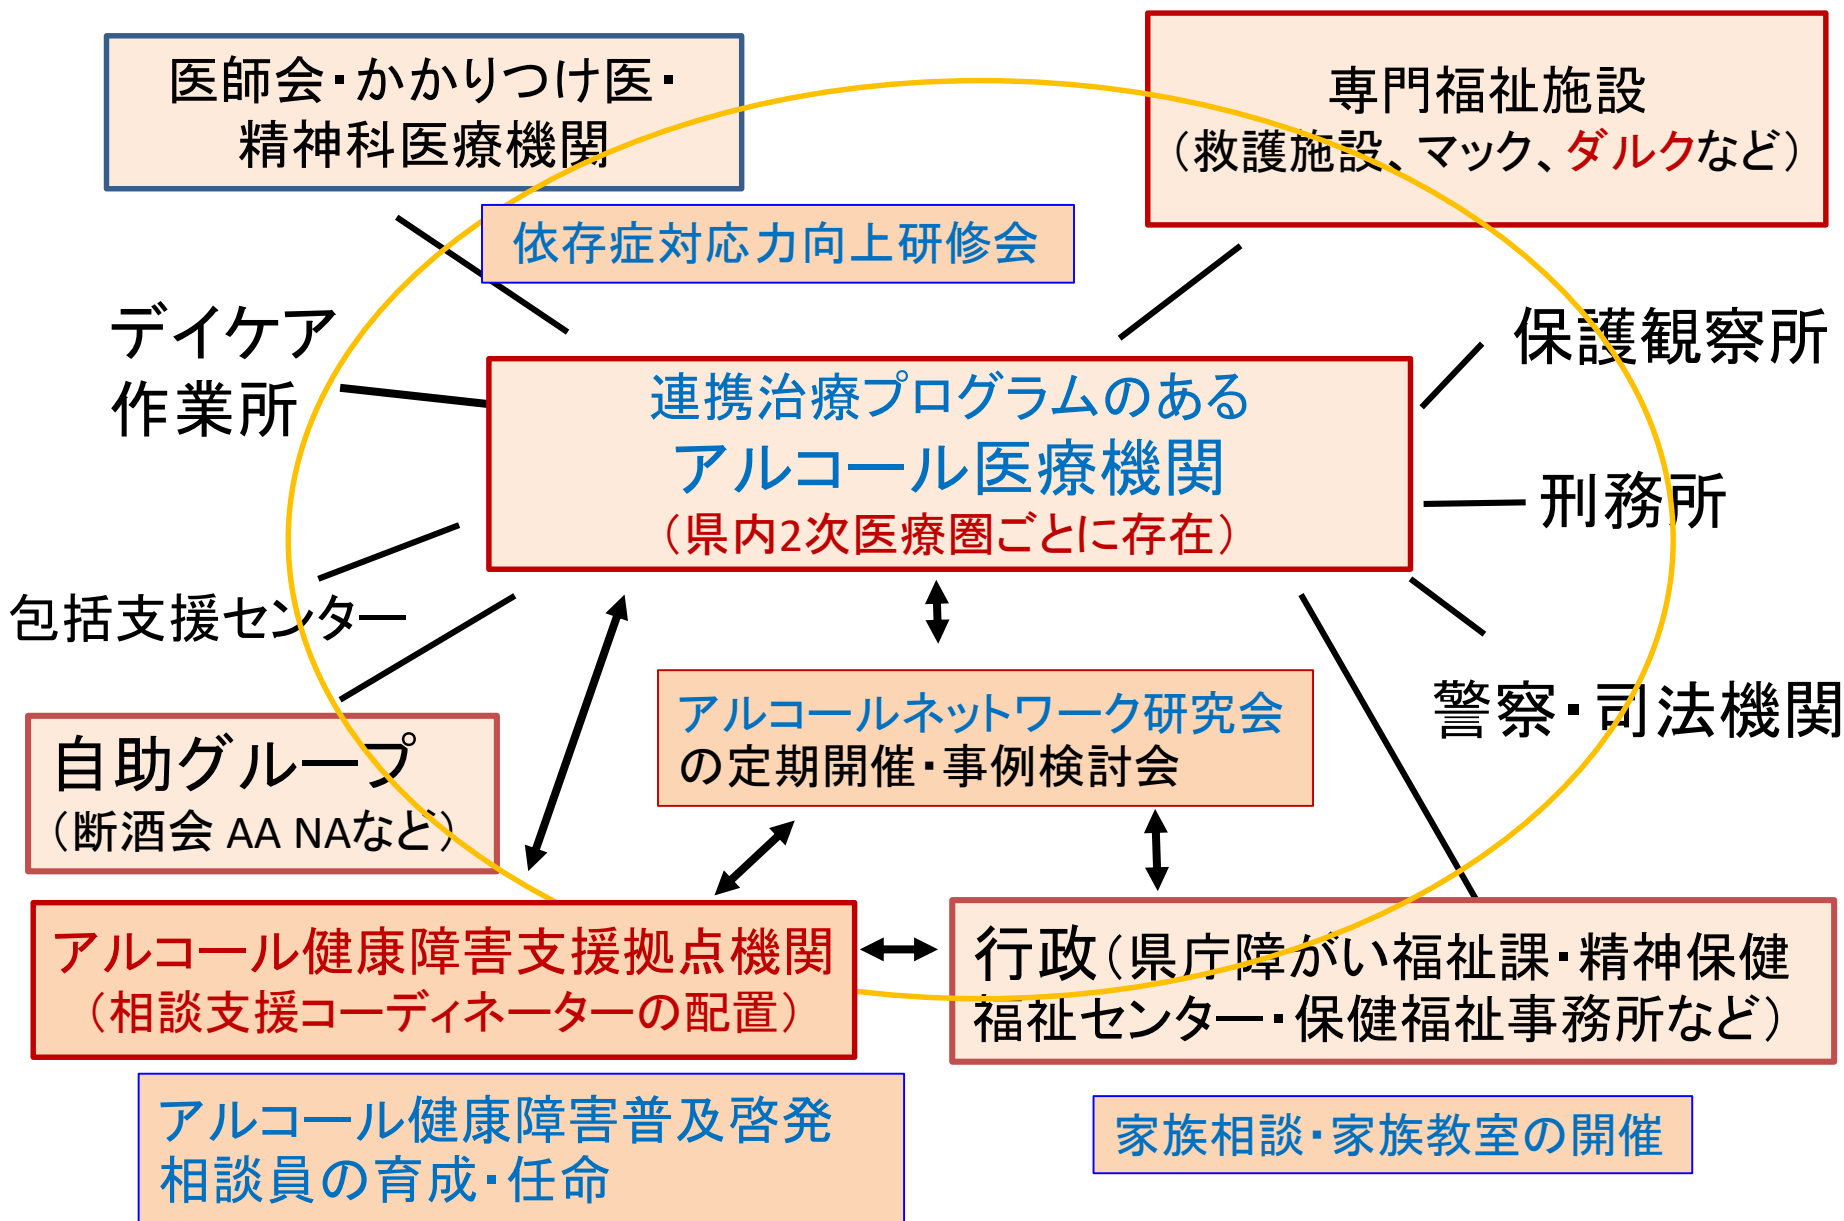 医師会・かかりつけ医・
精神科医療機関
専門福祉施設
（救護施設、マック、ダルクなど）
依存症対応力向上研修会
デイケア
作業所
連携治療プログラムのある
アルコール医療機関
（県内2次医療圏ごとに存在）
保護観察所
刑務所
包括支援センター
警察・司法機関
アルコールネットワーク研究会
の定期開催・事例検討会
自助グループ
（断酒会 AA NAなど）
アルコール健康障害支援拠点機関
（相談支援コーディネーターの配置）
行政（県庁障がい福祉課・精神保健
福祉センター・保健福祉事務所など）
アルコール健康障害普及啓発
相談員の育成・任命
家族相談・家族教室の開催